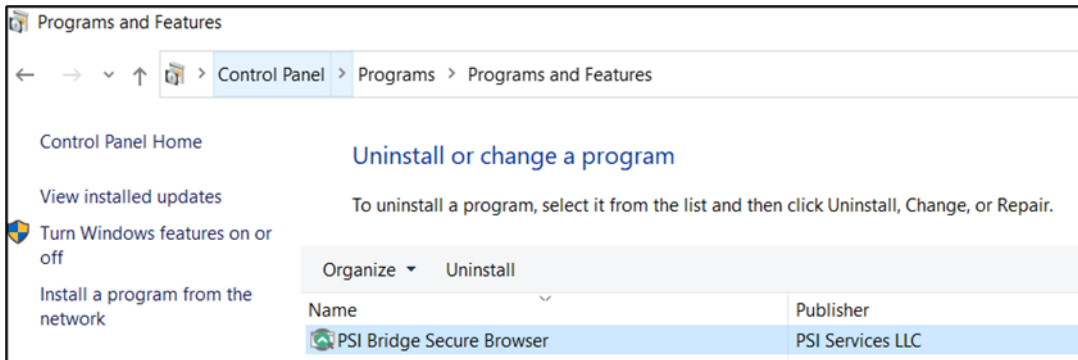 Programs and Features
Control Panel > Programs > Programs and Features
Control Panel Home
View installed updates
Turn Windows features on or
off
Install a program from the
network
Uninstall or change a program
To uninstall a program, select it from the list and then click Uninstall, Change, or Repair.
Organize Uninstall
Name Publisher
PSI Bridge Secure Browser PSI Services LLC